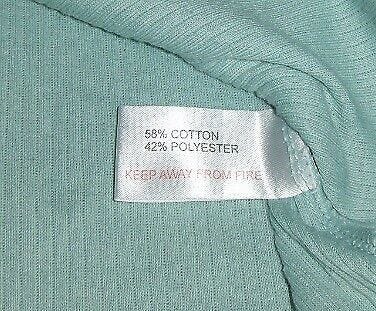 58% COTTON
42% POLYESTER
KEEP AWAY FROM FIRE